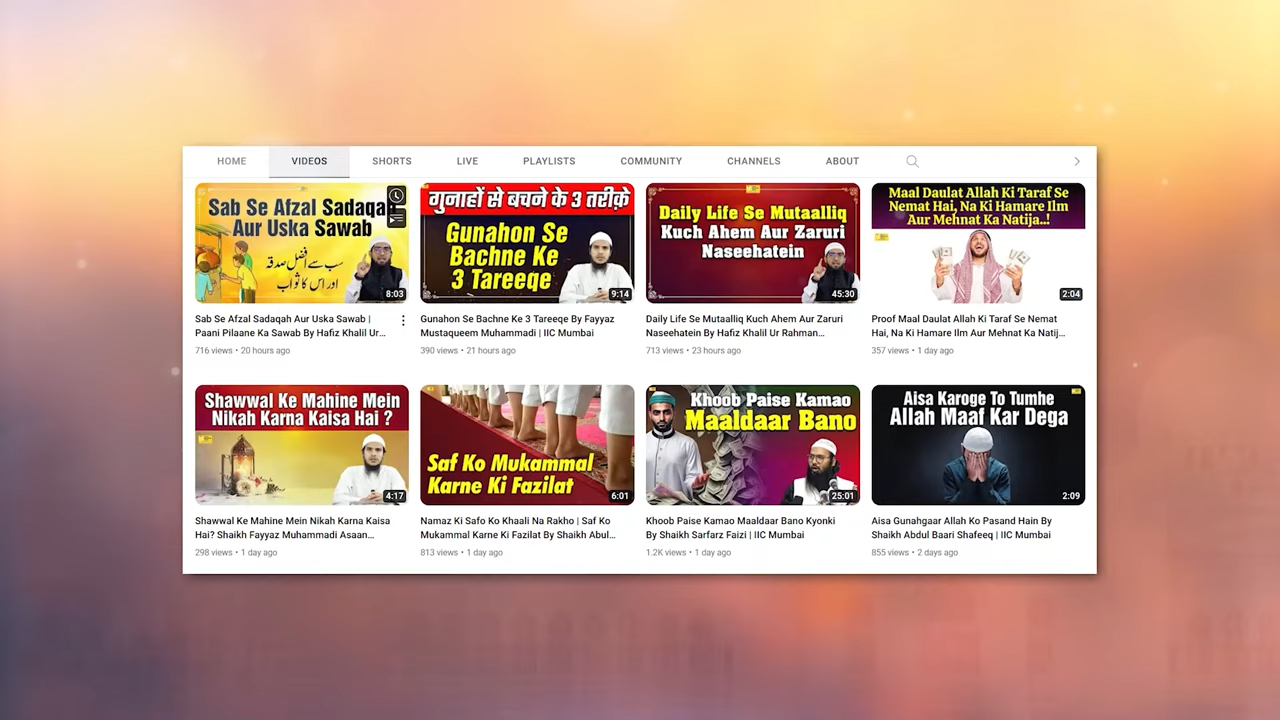 HOME VIDEOS SHORTS LIVE PLAYLISTS COMMUNITY CHANNELS ABOUT
Sab Se Afzal Sadaqah
Aur Uska Sawab
سب سے افضل صدقہ
اور اس کا ثواب
8:03
Sab Se Afzal Sadaqah Aur Uska Sawab |
Paani Pilaane Ka Sawab By Hafiz Khalil Ur...
716 views • 20 hours ago
गुनाहों से बचने के 3 तरीक़े
Gunahon Se
Bachne Ke
3 Tareeqe
9:14
Gunahon Se Bachne Ke 3 Tareeqe By Fayyaz
Mustaqueem Muhammadi | IIC Mumbai
390 views • 21 hours ago
Daily Life Se Mutaalliq
Kuch Ahem Aur Zaruri
Naseehatein
45:30
Daily Life Se Mutaalliq Kuch Ahem Aur Zaruri
Naseehatein By Hafiz Khalil Ur Rahman...
713 views • 23 hours ago
Maal Daulat Allah Ki Taraf Se
Nemat Hai, Na Ki Hamare Ilm
Aur Mehnat Ka Natija..!
2:04
Proof Maal Daulat Allah Ki Taraf Se Nemat
Hai, Na Ki Hamare Ilm Aur Mehnat Ka Natij...
357 views • 1 day ago
Shawwal Ke Mahine Mein
Nikah Karna Kaisa Hai ?
4:17
Shawwal Ke Mahine Mein Nikah Karna Kaisa
Hai? Shaikh Fayyaz Muhammadi Asaan...
298 views • 1 day ago
Saf Ko Mukammal
Karne Ki Fazilat
6:01
Namaz Ki Safo Ko Khaali Na Rakho | Saf Ko
Mukammal Karne Ki Fazilat By Shaikh Abul...
813 views • 1 day ago
Khoob Paise Kamao
Maaldaar Bano
25:01
Khoob Paise Kamao Maaldaar Bano Kyonki
By Shaikh Sarfarz Faizi | IIC Mumbai
1.2K views • 1 day ago
Aisa Karoge To Tumhe
Allah Maaf Kar Dega
2:09
Aisa Gunahgaar Allah Ko Pasand Hain By
Shaikh Abdul Baari Shafeeq | IIC Mumbai
855 views • 2 days ago